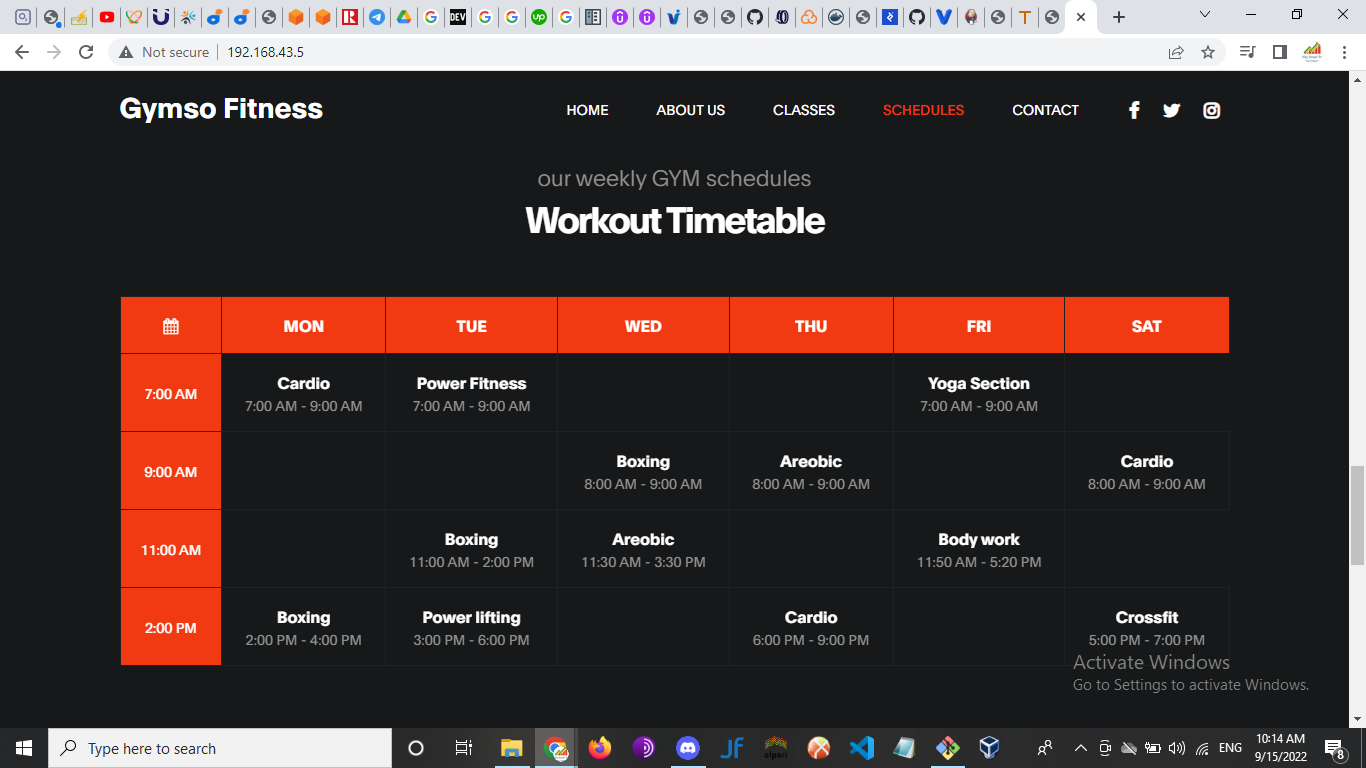 Not secure
192.168.43.5
Gymso Fitness
HOME
ABOUT US
CLASSES
SCHEDULES
CONTACT
our weekly GYM schedules
Workout Timetable
MON
TUE
WED
THU
FRI
SAT
7:00 AM
Cardio
7:00 AM - 9:00 AM
Power Fitness
7:00 AM - 9:00 AM
Yoga Section
7:00 AM - 9:00 AM
9:00 AM
Boxing
8:00 AM - 9:00 AM
Areobic
8:00 AM - 9:00 AM
Cardio
8:00 AM - 9:00 AM
11:00 AM
Boxing
11:00 AM - 2:00 PM
Areobic
11:30 AM - 3:30 PM
Body work
11:50 AM - 5:20 PM
2:00 PM
Boxing
2:00 PM - 4:00 PM
Power lifting
3:00 PM - 6:00 PM
Cardio
6:00 PM - 9:00 PM
Crossfit
5:00 PM - 7:00 PM
Activate Windows
Go to Settings to activate Windows.
Type here to search
ENG
10:14 AM
9/15/2022
8